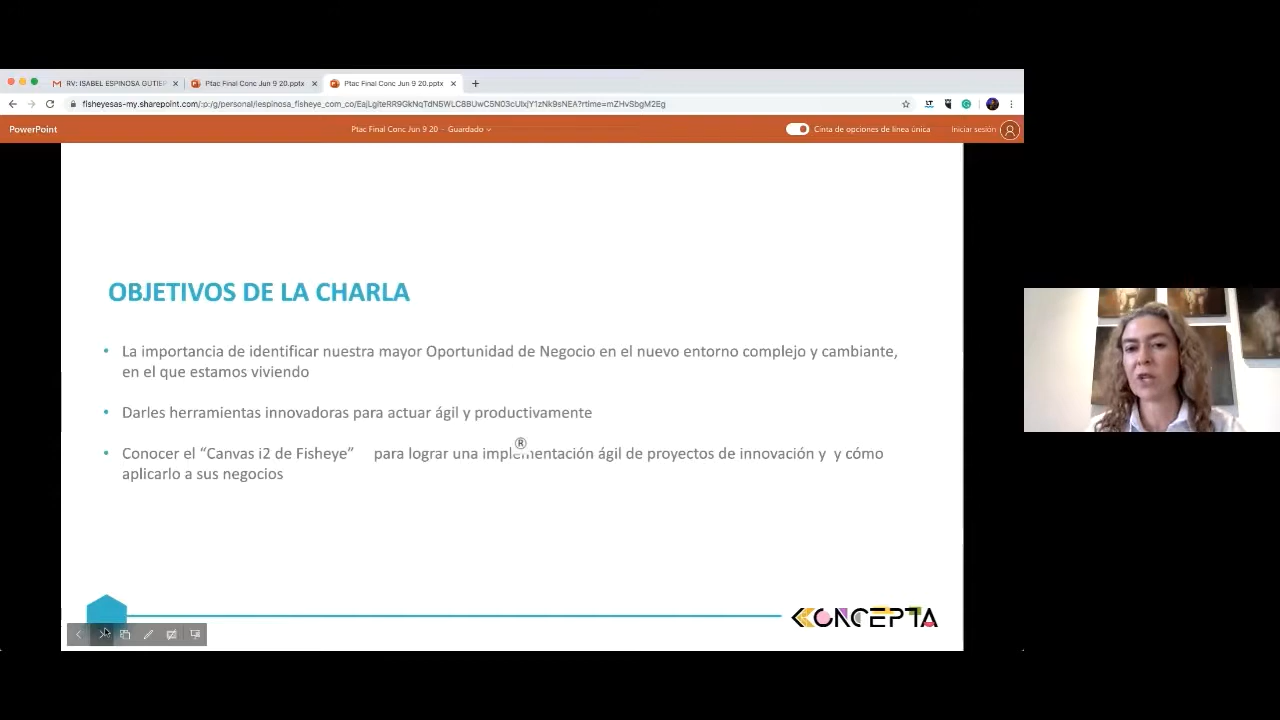 RV: ISABEL ESPINOSA GUTIER
Ptac Final Conc Jun 9 20.pptx
Ptac Final Conc Jun 9 20.pptx
PowerPoint
Ptac Final Conc Jun 9 20 - Guardado
Cinta de opciones de línea única
Iniciar sesión
OBJETIVOS DE LA CHARLA
• La importancia de identificar nuestra mayor Oportunidad de Negocio en el nuevo entorno complejo y cambiante,
en el que estamos viviendo
• Darles herramientas innovadoras para actuar ágil y productivamente
®
• Conocer el “Canvas i2 de Fisheye” para lograr una implementación ágil de proyectos de innovación y y cómo
aplicarlo a sus negocios
KONCEPTA